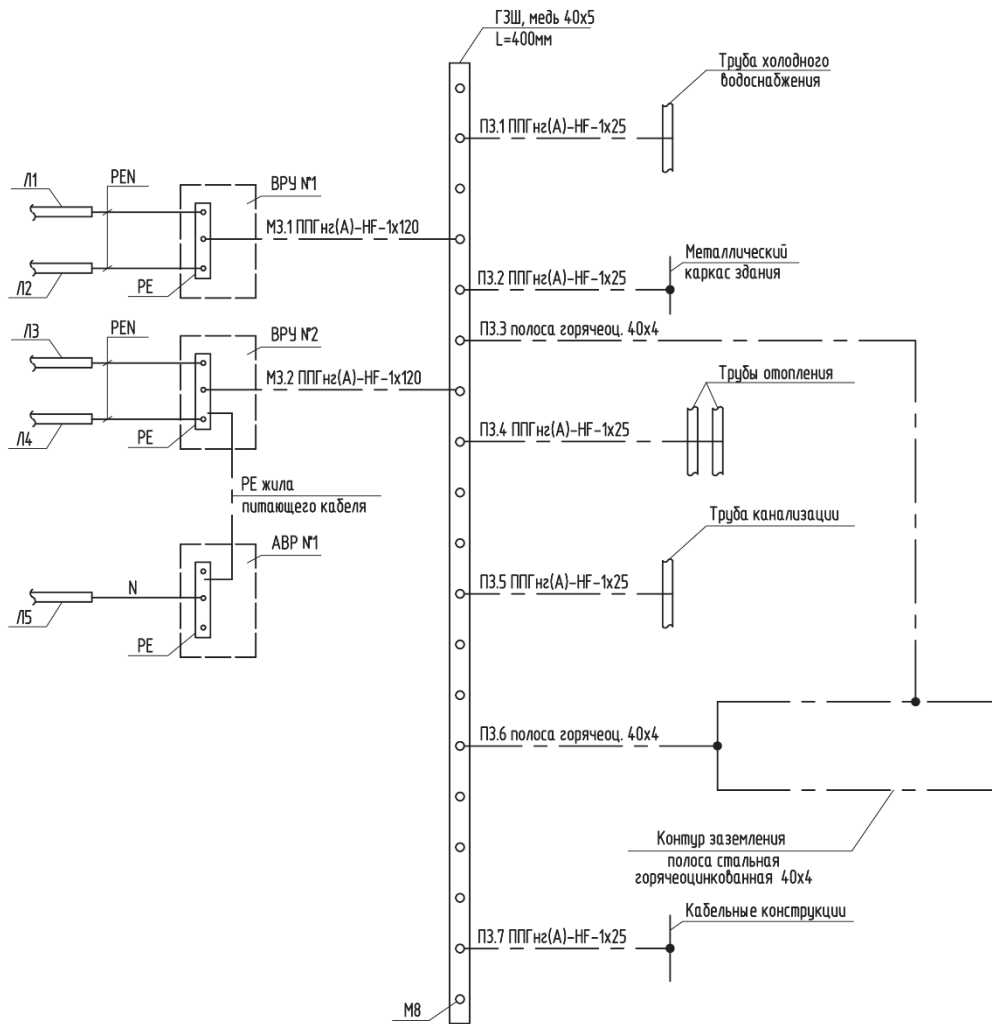 ГЗШ, медь 40х5
L=400мм
Труба холодного
водоснабжения
П3.1 ППГнг(А)-HF-1х25
Л1
PEN
ВРУ №1
М3.1 ППГнг(А)-HF-1х120
Л2
PE
Металлический
каркас здания
П3.2 ППГнг(А)-HF-1х25
Л3
PEN
ВРУ №2
П3.3 полоса горячеоц. 40х4
М3.2 ППГнг(А)-HF-1х120
Трубы отопления
Л4
PE
П3.4 ППГнг(А)-HF-1х25
PE жила
питающего кабеля
Труба канализации
АВР №1
П3.5 ППГнг(А)-HF-1х25
N
Л5
PE
П3.6 полоса горячеоц. 40х4
Контур заземления
полоса стальная
горячеоцинкованная 40х4
Кабельные конструкции
П3.7 ППГнг(А)-HF-1х25
М8